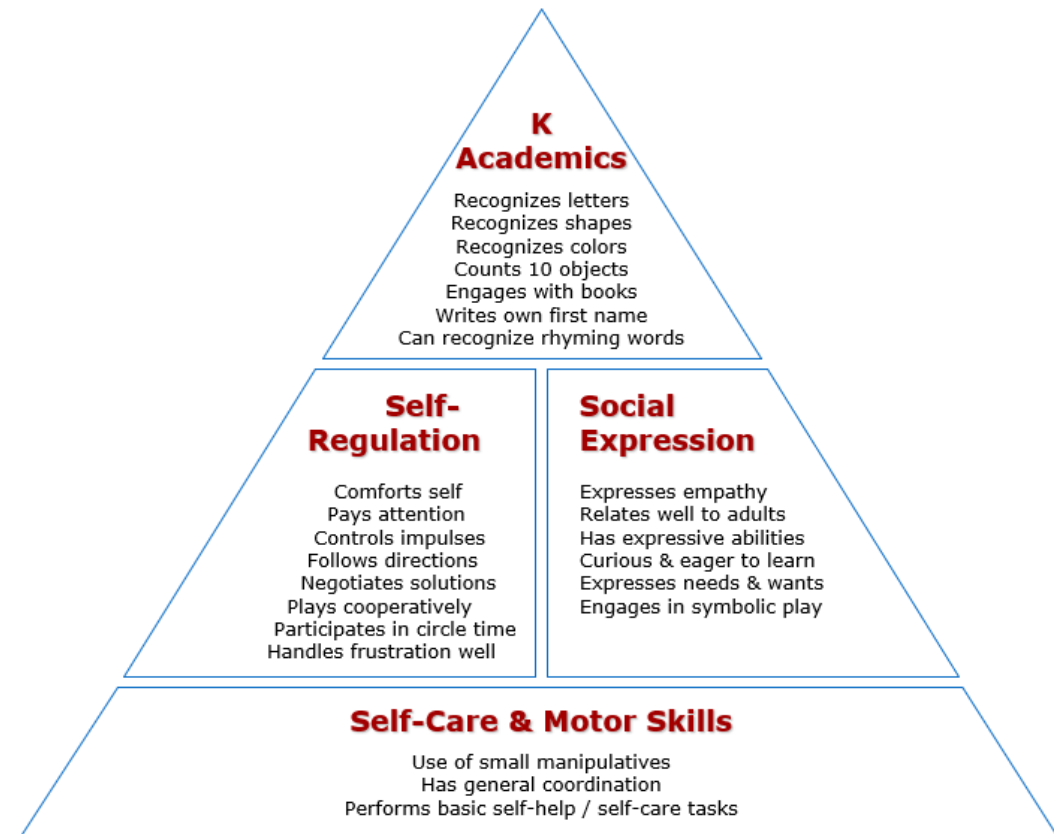 K
Academics
Recognizes letters
Recognizes shapes
Recognizes colors
Counts 10 objects
Engages with books
Writes own first name
Can recognize rhyming words
Self-
Regulation
Comforts self
Pays attention
Controls impulses
Follows directions
Negotiates solutions
Plays cooperatively
Participates in circle time
Handles frustration well
Social
Expression
Expresses empathy
Relates well to adults
Has expressive abilities
Curious & eager to learn
Expresses needs & wants
Engages in symbolic play
Self-Care & Motor Skills
Use of small manipulatives
Has general coordination
Performs basic self-help / self-care tasks